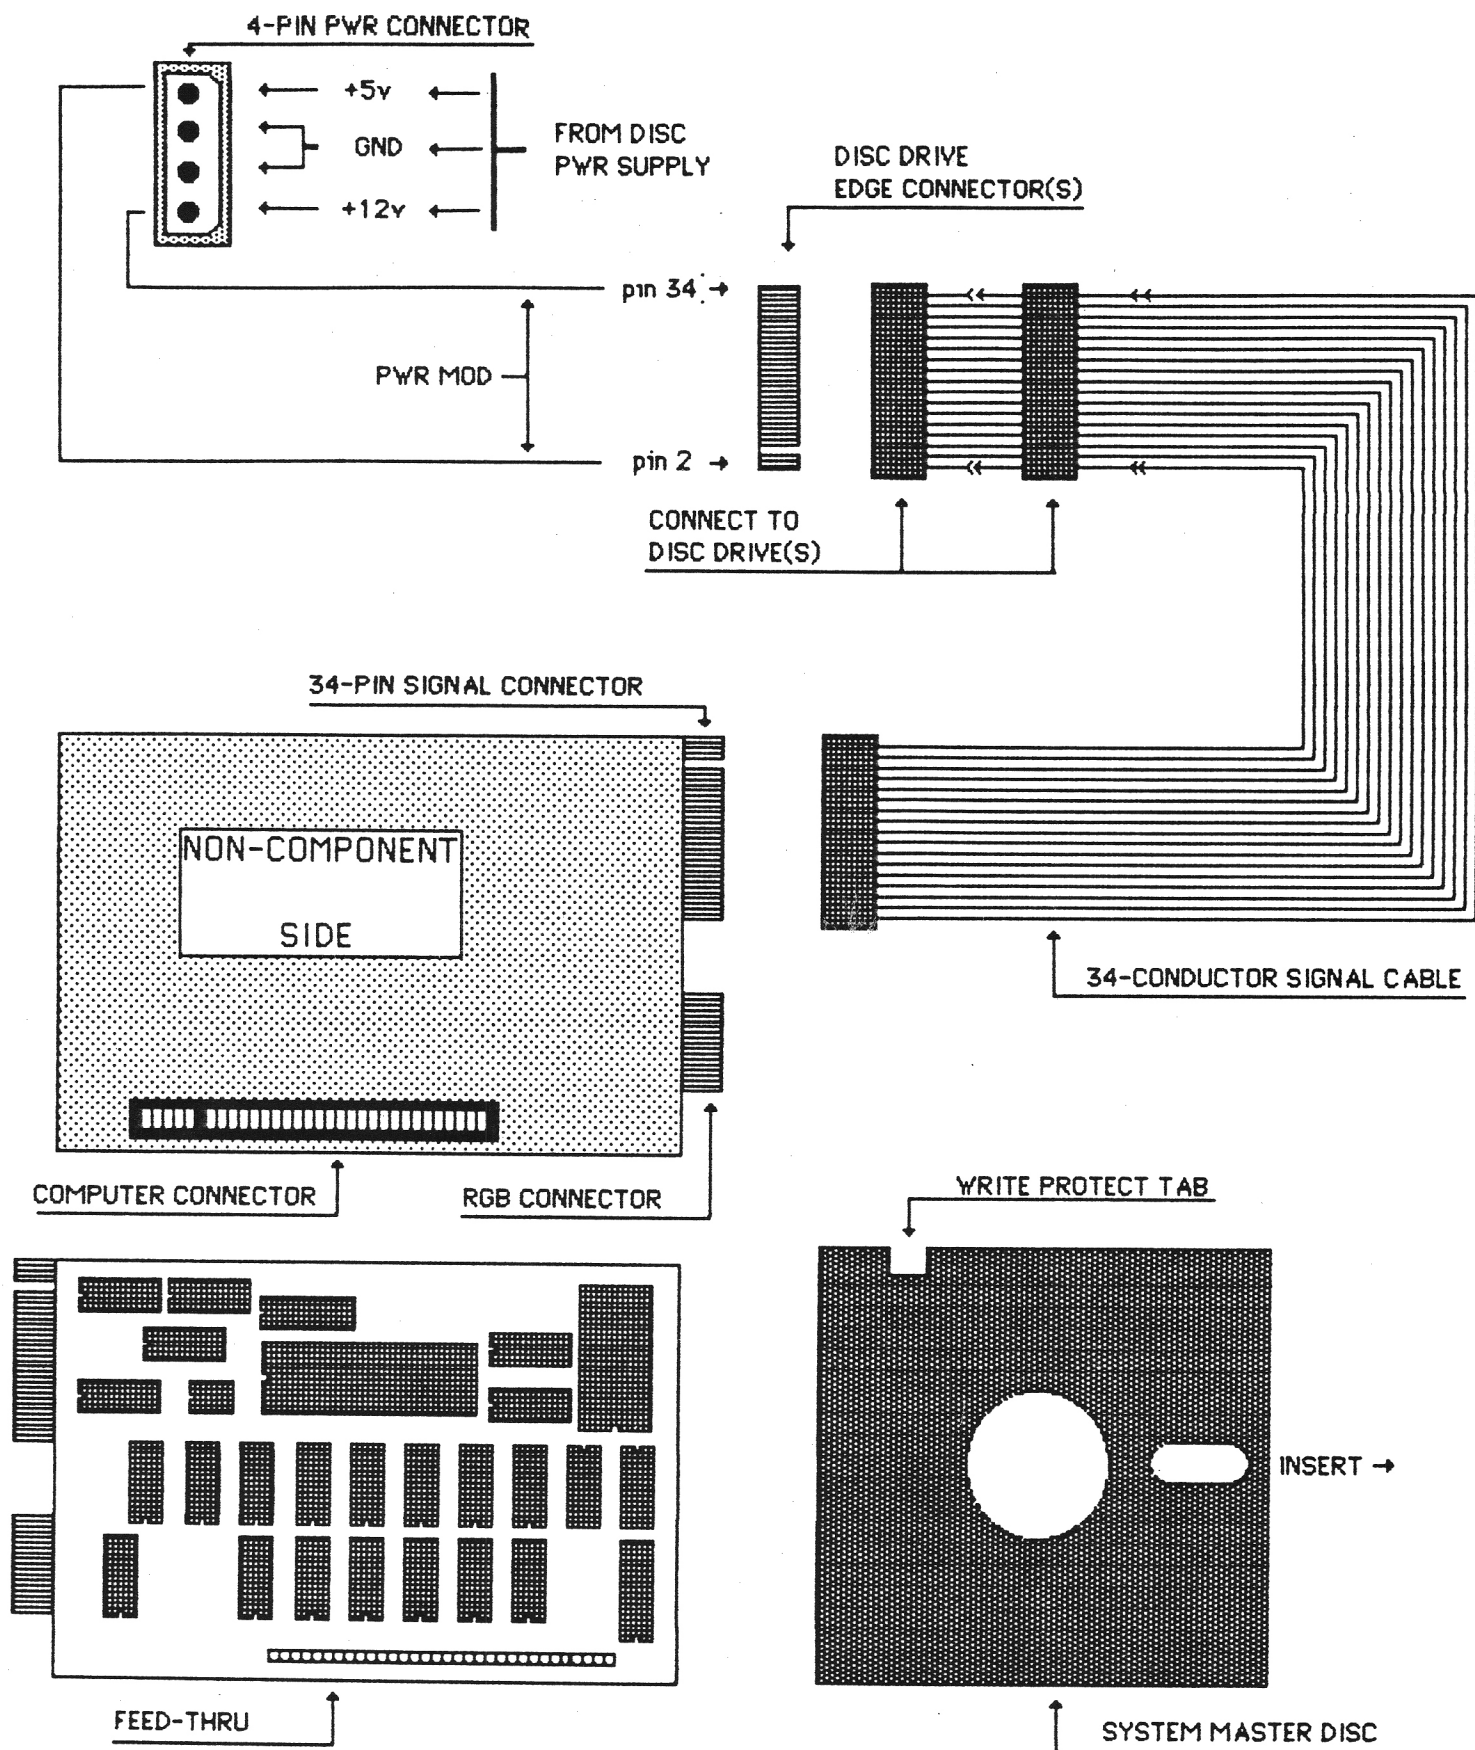 4-PIN PWR CONNECTOR
+5v
GND
+12v
FROM DISC
PWR SUPPLY
DISC DRIVE
EDGE CONNECTOR(S)
pin 34
PWR MOD
pin 2
CONNECT TO
DISC DRIVE(S)
34-PIN SIGNAL CONNECTOR
NON-COMPONENT
SIDE
34-CONDUCTOR SIGNAL CABLE
COMPUTER CONNECTOR
RGB CONNECTOR
WRITE PROTECT TAB
INSERT →
FEED-THRU
SYSTEM MASTER DISC